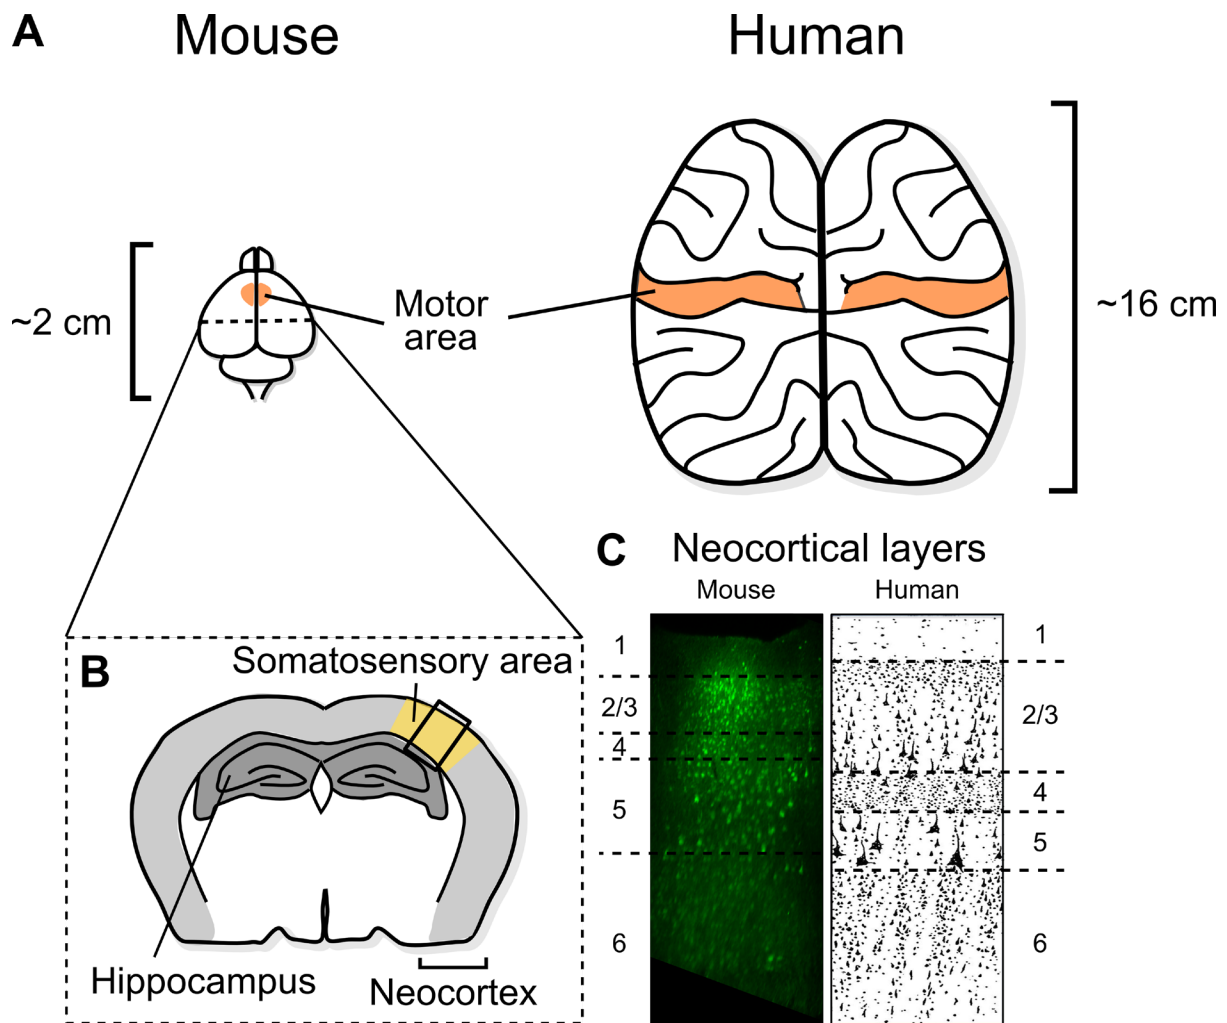 A
Mouse
Human
~2 cm
Motor
area
~16 cm
B
Somatosensory area
Hippocampus
Neocortex
C
Neocortical layers
Mouse
Human
1
2/3
4
5
6
1
2/3
4
5
6